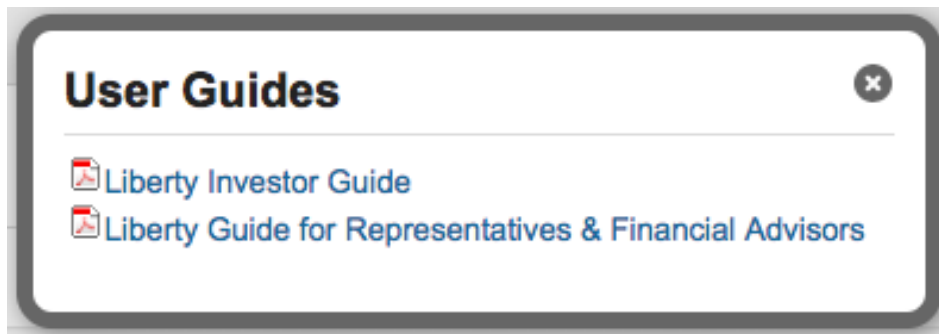 User Guides
Liberty Investor Guide
Liberty Guide for Representatives & Financial Advisors